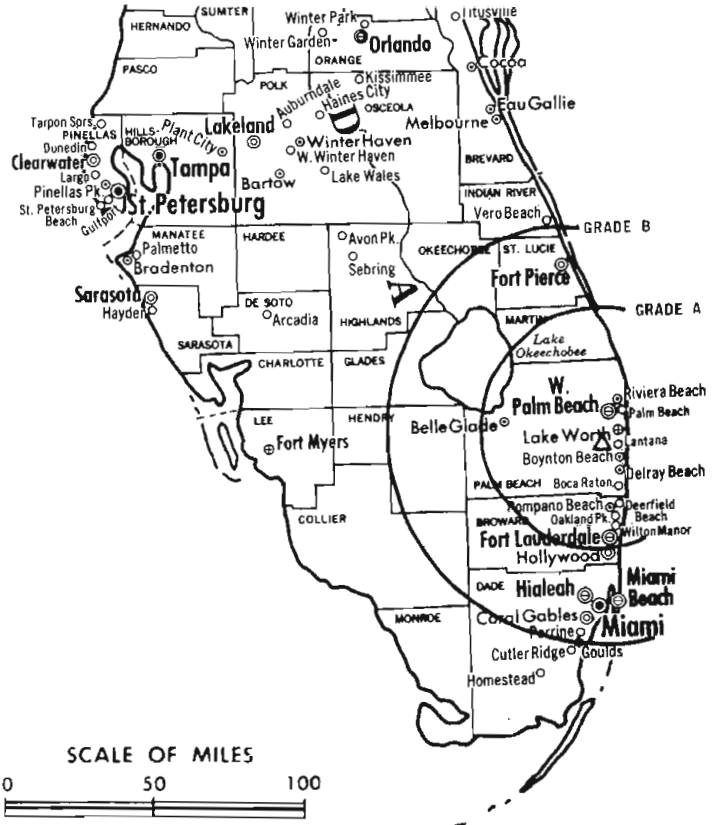 SUMTER
Winter Park
Titusville
HERNANDO
Winter Garden
Orlando
ORANGE
Cocoa
PASCO
POLK
Kissimmee
Auburndale
Haines City
OSCEOLA
EauGallie
Tarpon Sprs.
PINELLAS
HILLS-
BOROUGH
Plant City
Lakeland
D
Melbourne
Dunedin
Winter Haven
Clearwater
Tampa
W. Winter Haven
BREVARD
Largo
Lake Wales
Pinellas Pk.
Bartow
St. Petersburg
INDIAN RIVER
St. Petersburg
Beach
Gulfport
Vero Beach
GRADE B
MANATEE
HARDEE
Avon Pk.
OKEECHOBEE
ST. LUCIE
Palmetto
Bradenton
Sebring
Fort Pierce
Sarasota
A
Hayden
DE SOTO
GRADE A
Arcadia
HIGHLANDS
MARTIN
SARASOTA
Lake
Okeechobee
CHARLOTTE
GLADES
W.
Palm Beach
Riviera Beach
Palm Beach
LEE
HENDRY
Belle Glade
Lake Worth
Lantana
Fort Myers
Boynton Beach
Delray Beach
PALM BEACH
Boca Raton
Pompano Beach
Deerfield
Beach
COLLIER
BROWARD
Oakland Pk.
Fort Lauderdale
Wilton Manor
Hollywood
DADE
Hialeah
Miami
Beach
MONROE
Coral Gables
Miami
Perrine
Cutler Ridge
Goulds
Homestead
SCALE OF MILES
0 50 100